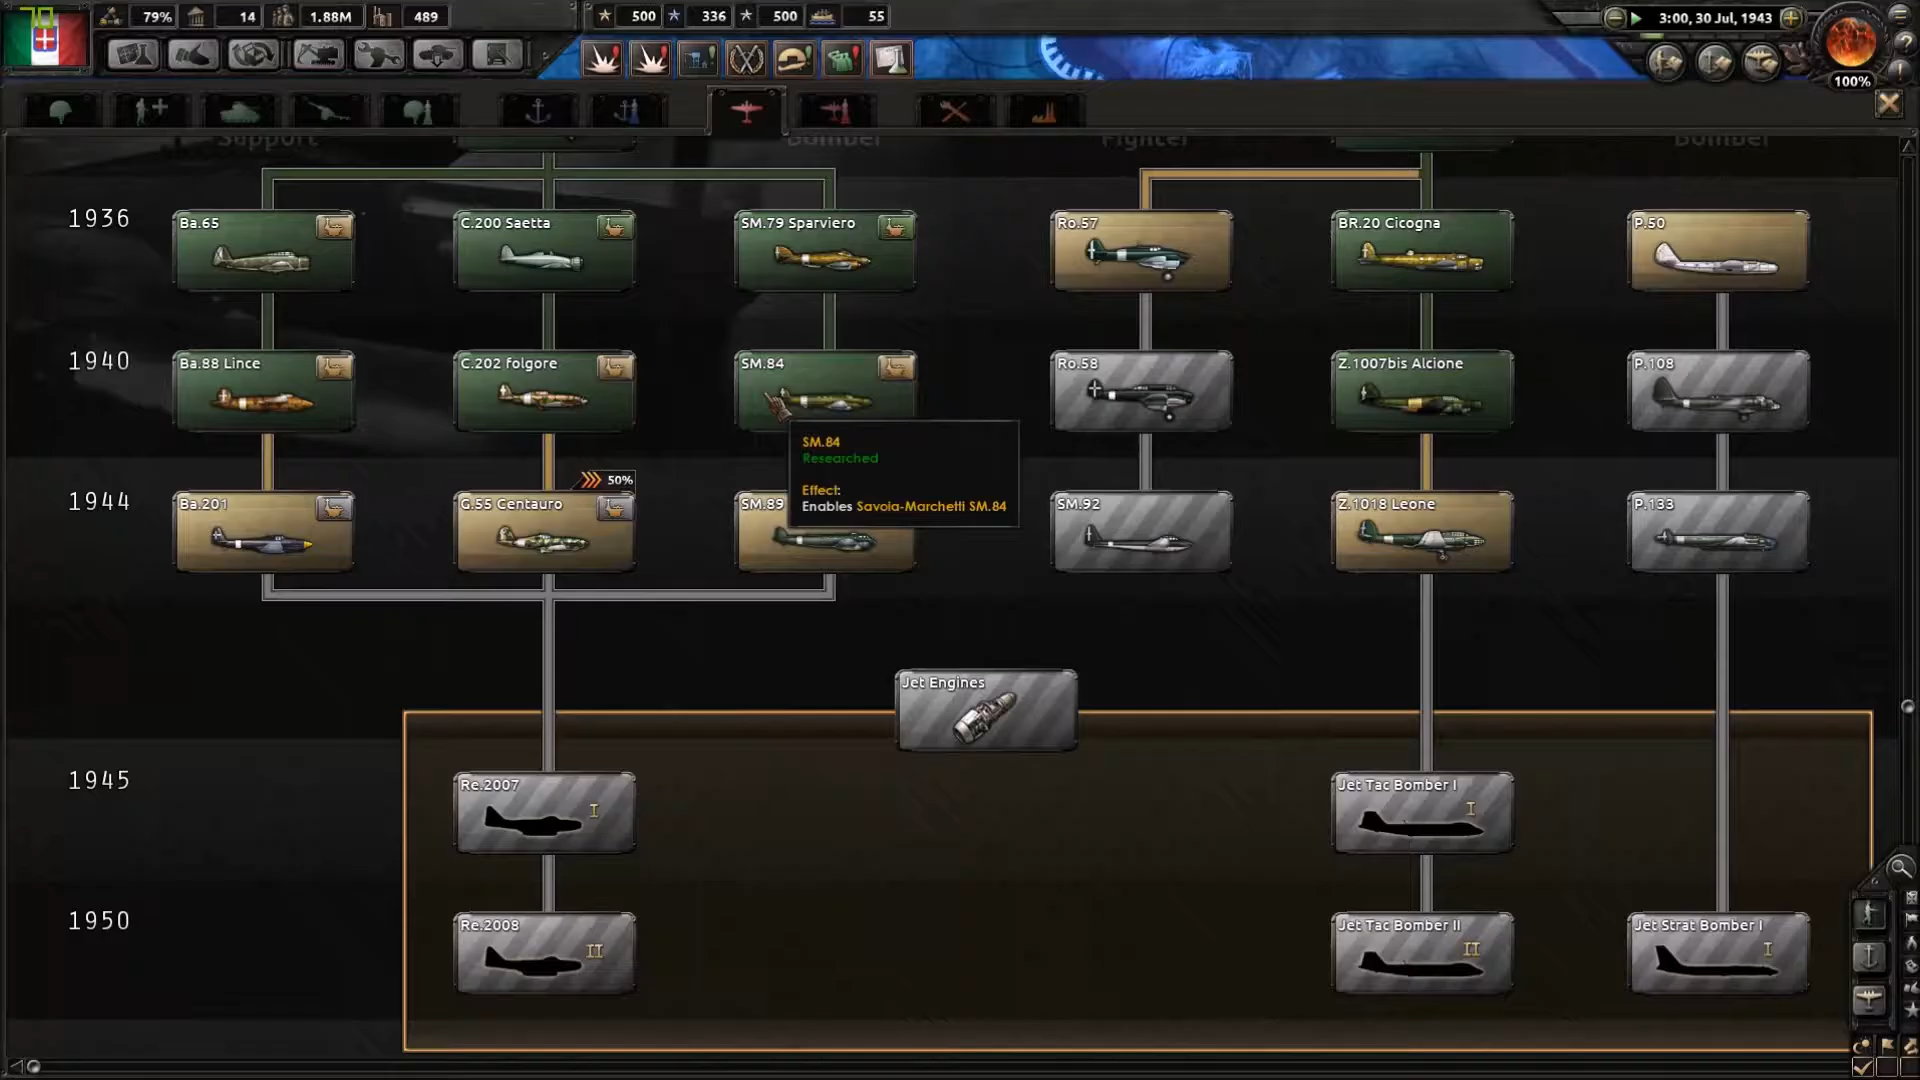 70
79% 14 1.88M 489 500 336 500 55 3:00, 30 Jul, 1943
100%
Support Bomber Fighter Bomber
1936
Ba.65 C.200 Saetta SM.79 Sparviero Ro.57 BR.20 Cicogna P.50
1940
Ba.88 Lince C.202 folgore SM.84 Ro.58 Z.1007bis Alcione P.108
SM.84
Researched
Effect:
Enables Savoia-Marchetti SM.84
50%
1944
Ba.201 G.55 Centauro SM.89 SM.92 Z.1018 Leone P.133
Jet Engines
1945
Re.2007 I Jet Tac Bomber I I
1950
Re.2008 II Jet Tac Bomber II II Jet Strat Bomber I I